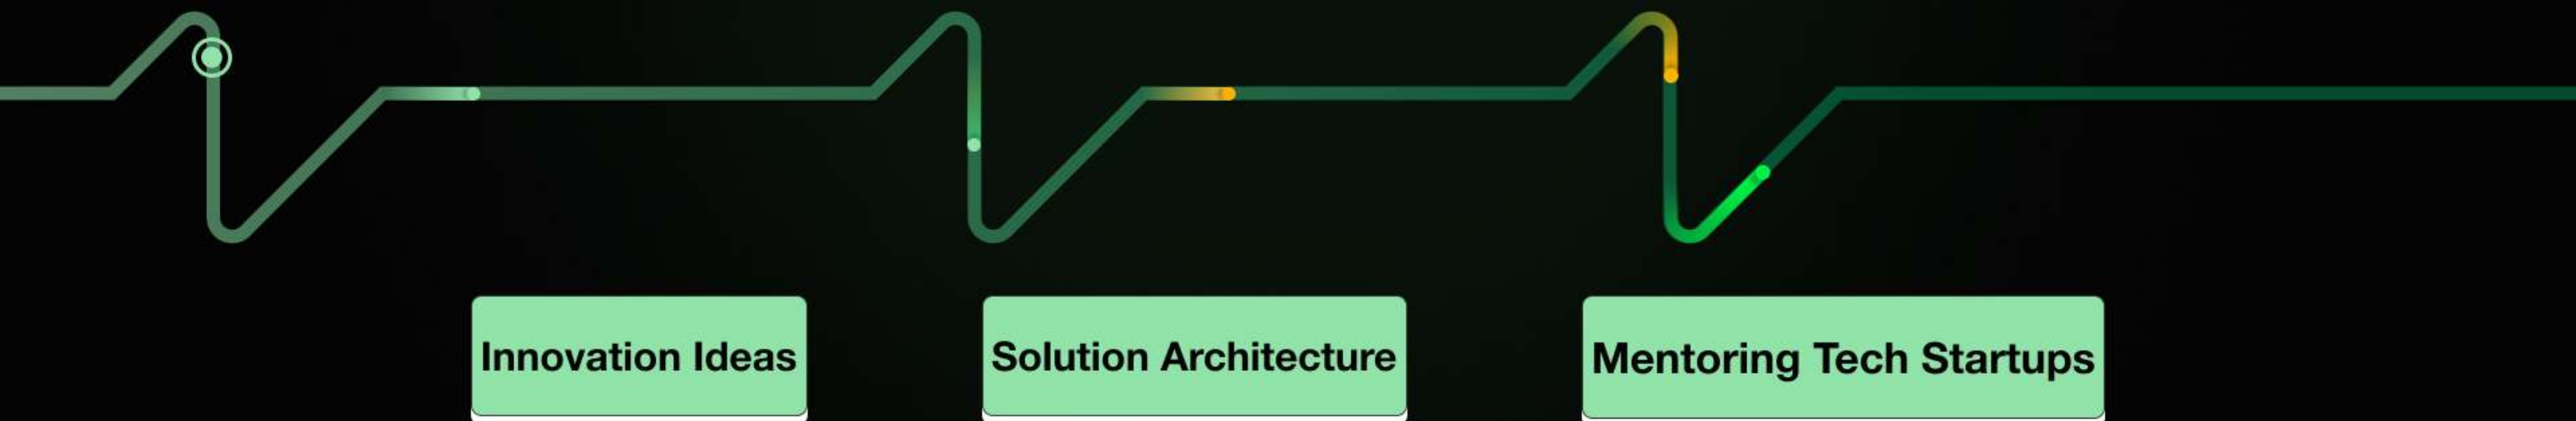 Innovation Ideas
Solution Architecture
Mentoring Tech Startups